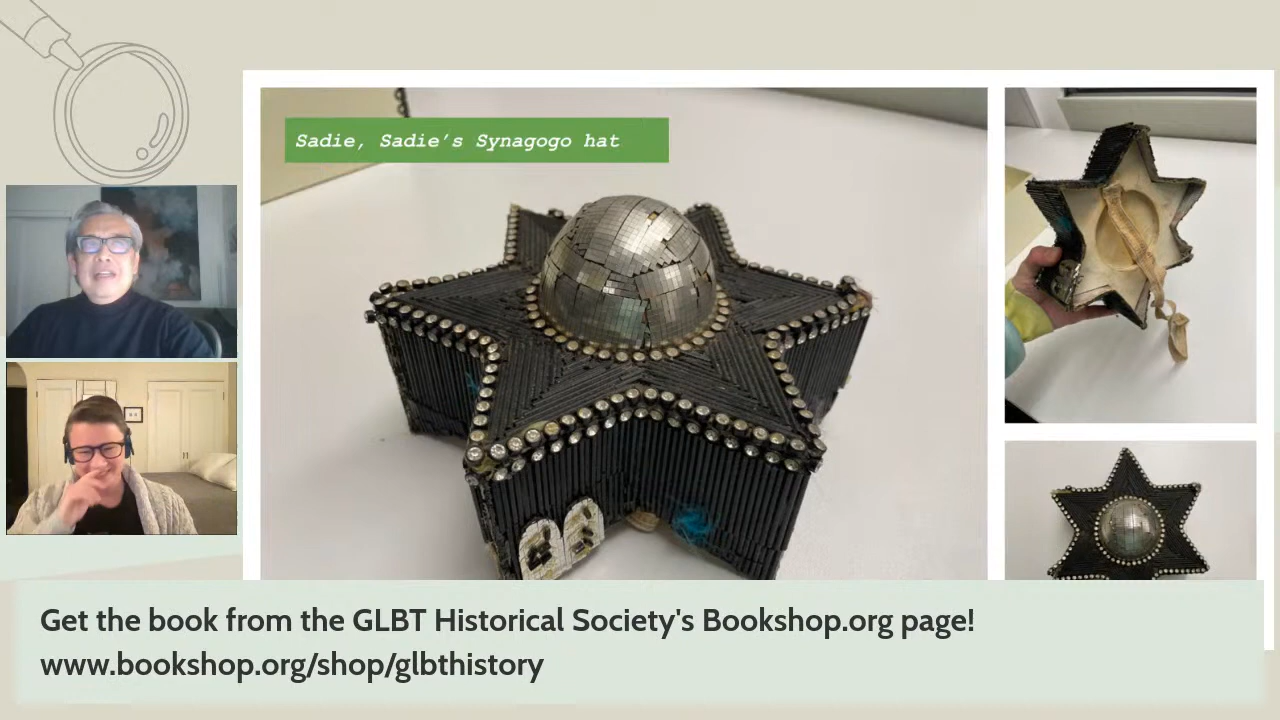 Sadie, Sadie’s Synagogo hat
Get the book from the GLBT Historical Society's Bookshop.org page!
www.bookshop.org/shop/glbthistory